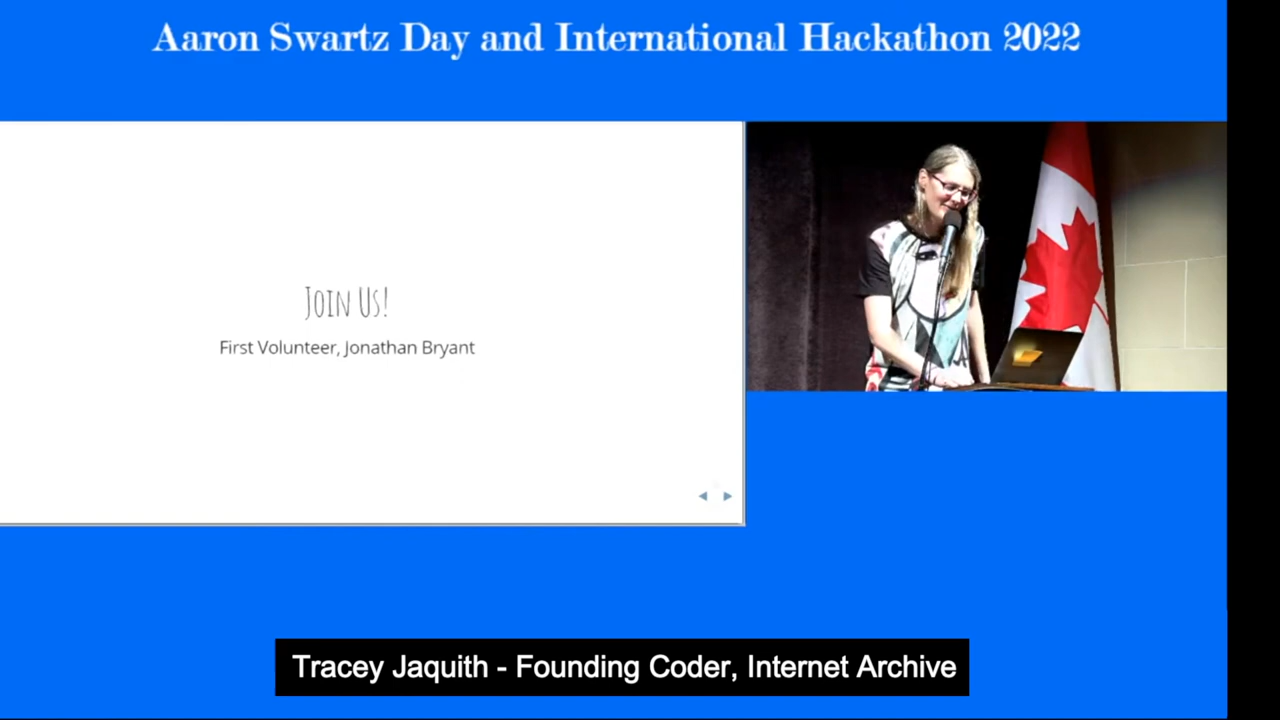 Aaron Swartz Day and International Hackathon 2022
Join Us!
First Volunteer, Jonathan Bryant
Tracey Jaquith - Founding Coder, Internet Archive